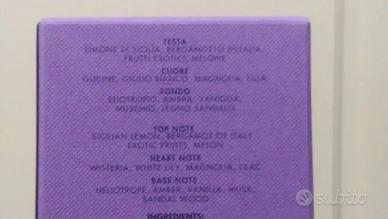 TESTA
LIMONE DI SICILIA, BERGAMOTTO D'ITALIA,
FRUTTI ESOTICI, MELONE
CUORE
GLICINE, GIGLIO BIANCO, MAGNOLIA, LILLA
FONDO
ELIOTROPIO, AMBRA, VANIGLIA,
MUSCHIO, LEGNO SANDALO
TOP NOTE
SICILIAN LEMON, BERGAMOT OF ITALY
EXOTIC FRUITS, MELON
HEART NOTE
WISTERIA, WHITE LILY, MAGNOLIA, LILAC
BASE NOTE
HELIOTROPE, AMBER, VANILLA, MUSK,
SANDAL WOOD
INGREDIENTS:
subito